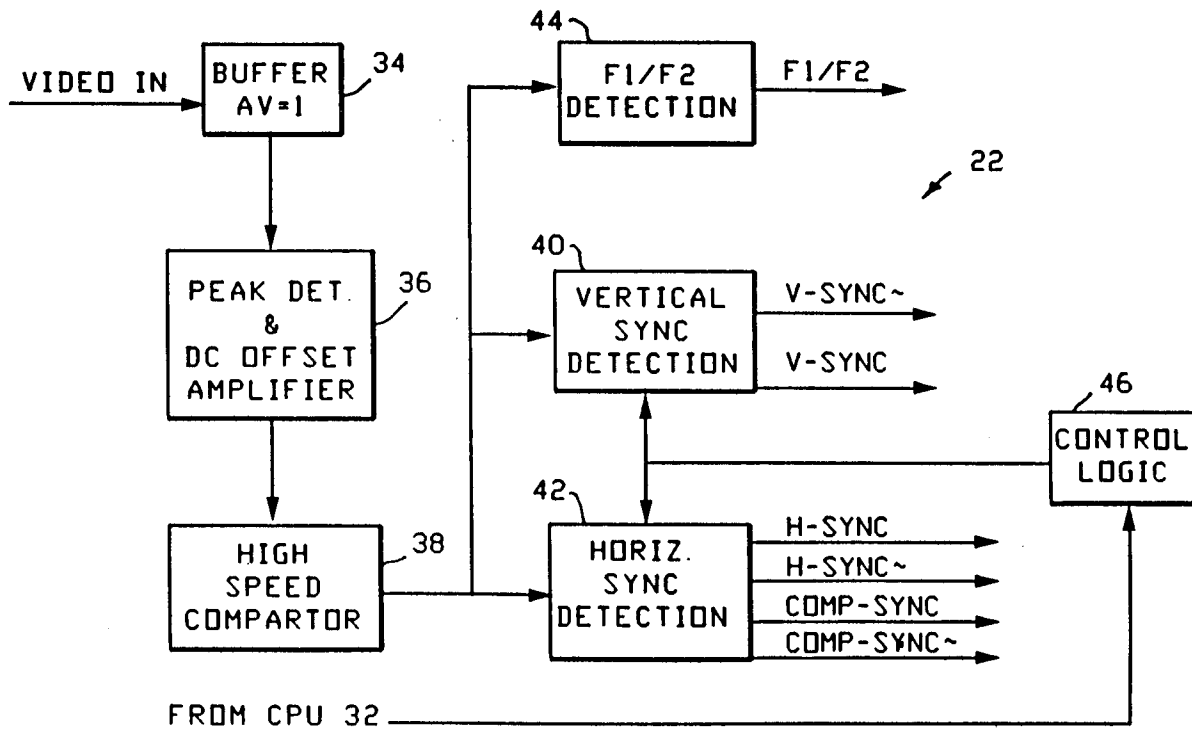 VIDEO IN
BUFFER
AV=1
34
44
F1/F2
DETECTION
F1/F2
22
PEAK DET.
&
DC OFFSET
AMPLIFIER
36
40
VERTICAL
SYNC
DETECTION
V-SYNC~
V-SYNC
46
CONTROL
LOGIC
HIGH
SPEED
COMPARTOR
38
42
HORIZ.
SYNC
DETECTION
H-SYNC
H-SYNC~
COMP-SYNC
COMP-SYNC~
FROM CPU 32